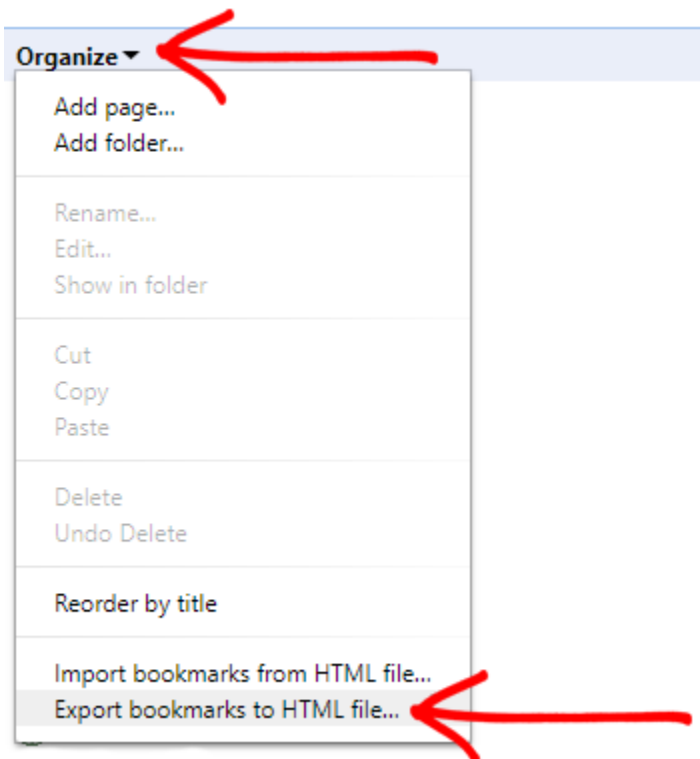 Organize
Add page...
Add folder...
Rename...
Edit...
Show in folder
Cut
Copy
Paste
Delete
Undo Delete
Reorder by title
Import bookmarks from HTML file...
Export bookmarks to HTML file...